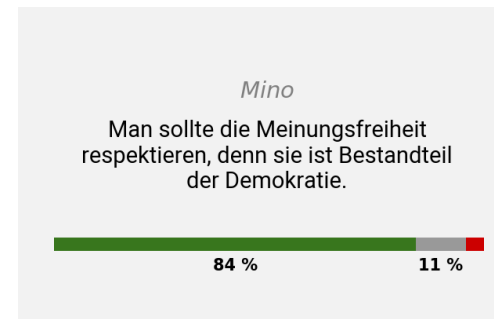 Mino
Man sollte die Meinungsfreiheit
respektieren, denn sie ist Bestandteil
der Demokratie.
84 % 11 %